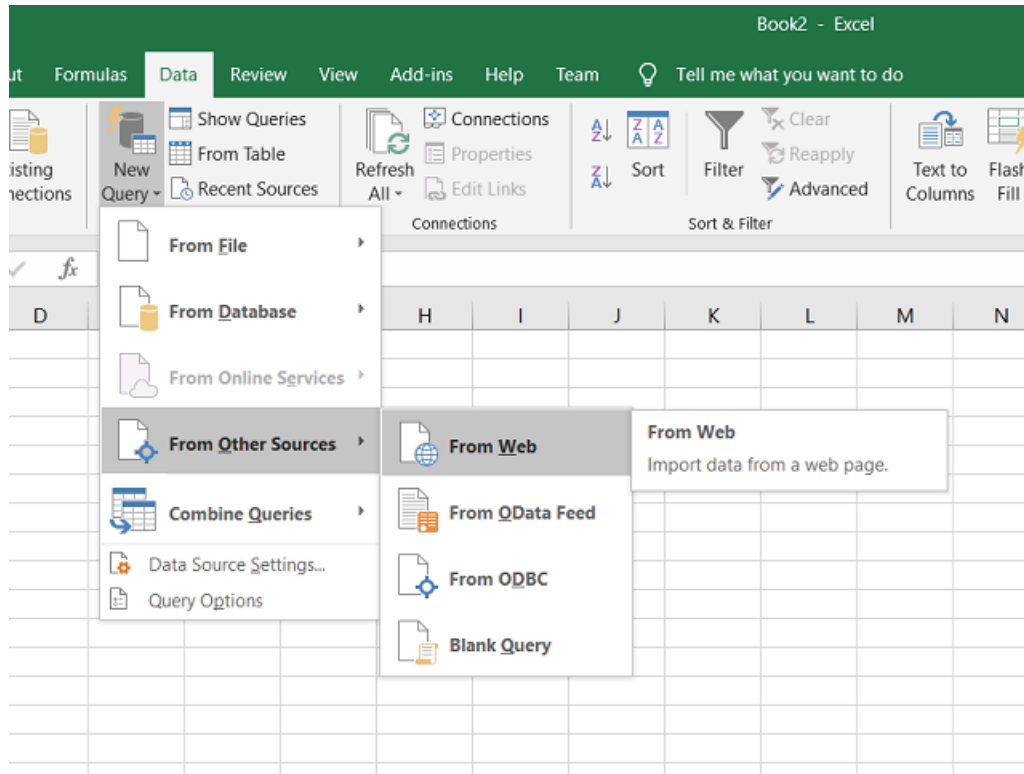 Book2 - Excel
ut Formulas Data Review View Add-ins Help Team Tell me what you want to do
isting
nections
New
Query
Show Queries
From Table
Recent Sources
Refresh
All
Connections
Properties
Edit Links
Connections
A
Z
Z
A
Z A
A Z
Sort
Filter
Clear
Reapply
Advanced
Sort & Filter
Text to
Columns
Flash
Fill
fx
D H I J K L M N
From File
From Database
From Online Services
From Other Sources
Combine Queries
Data Source Settings...
Query Options
From Web
From OData Feed
From ODBC
Blank Query
From Web
Import data from a web page.